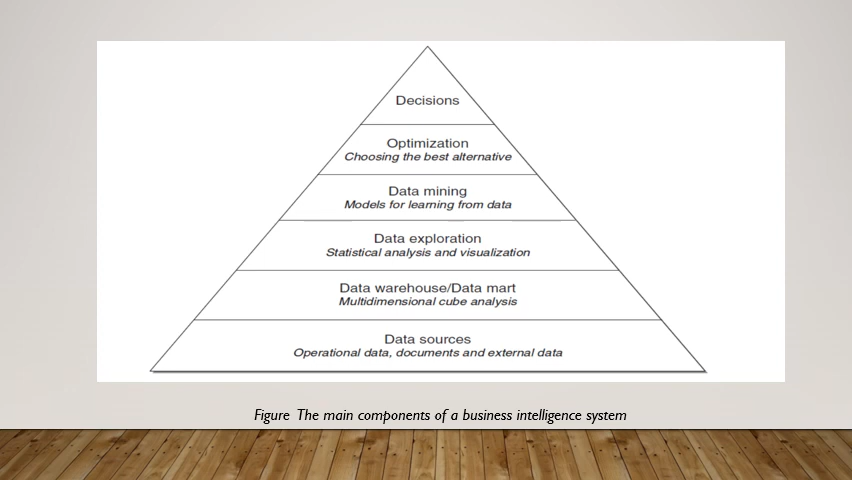 Decisions
Optimization
Choosing the best alternative
Data mining
Models for learning from data
Data exploration
Statistical analysis and visualization
Data warehouse/Data mart
Multidimensional cube analysis
Data sources
Operational data, documents and external data
Figure The main components of a business intelligence system